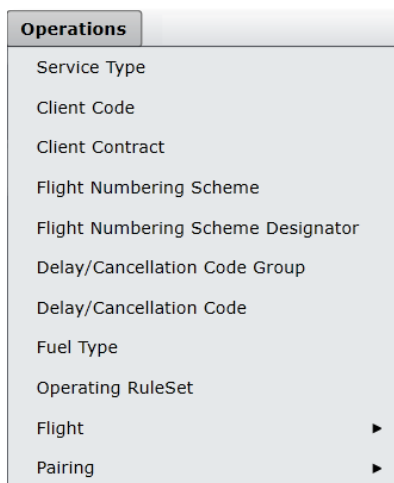 Operations
Service Type
Client Code
Client Contract
Flight Numbering Scheme
Flight Numbering Scheme Designator
Delay/Cancellation Code Group
Delay/Cancellation Code
Fuel Type
Operating RuleSet
Flight
Pairing